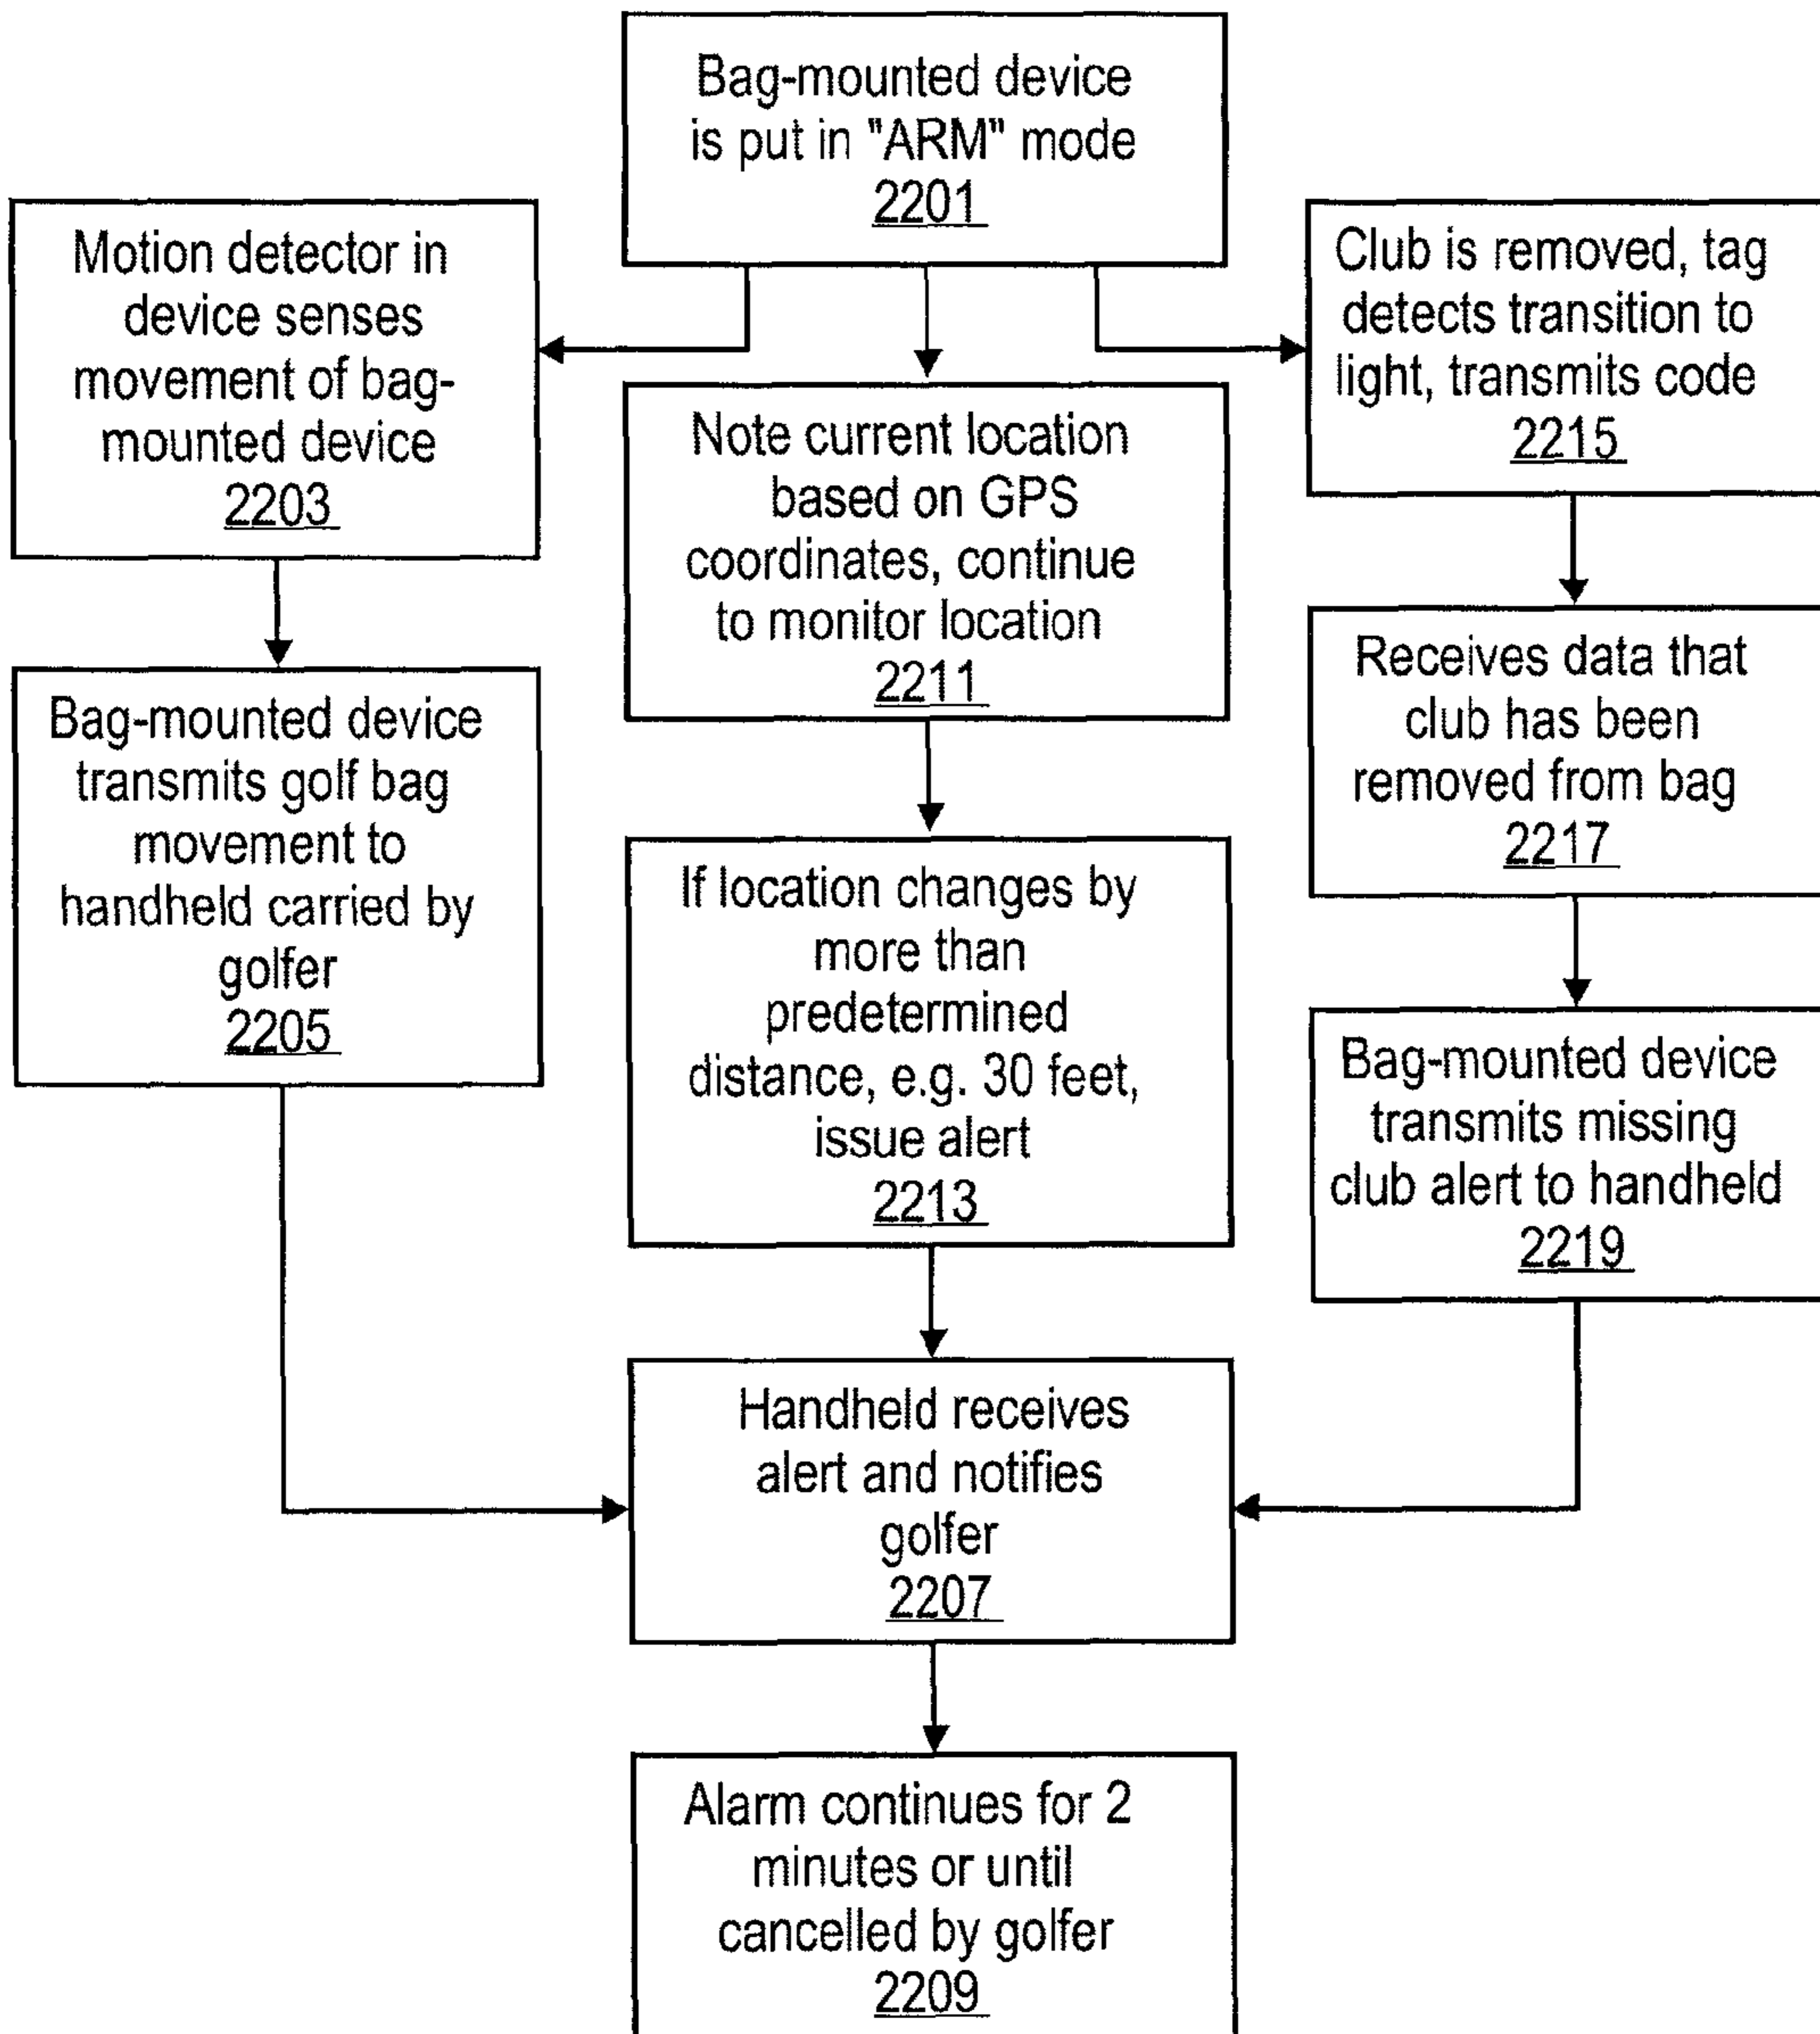 Bag-mounted device
is put in "ARM" mode
2201
Motion detector in
device senses
movement of bag-
mounted device
2203
Bag-mounted device
transmits golf bag
movement to
handheld carried by
golfer
2205
Note current location
based on GPS
coordinates, continue
to monitor location
2211
If location changes by
more than
predetermined
distance, e.g. 30 feet,
issue alert
2213
Club is removed, tag
detects transition to
light, transmits code
2215
Receives data that
club has been
removed from bag
2217
Bag-mounted device
transmits missing
club alert to handheld
2219
Handheld receives
alert and notifies
golfer
2207
Alarm continues for 2
minutes or until
cancelled by golfer
2209